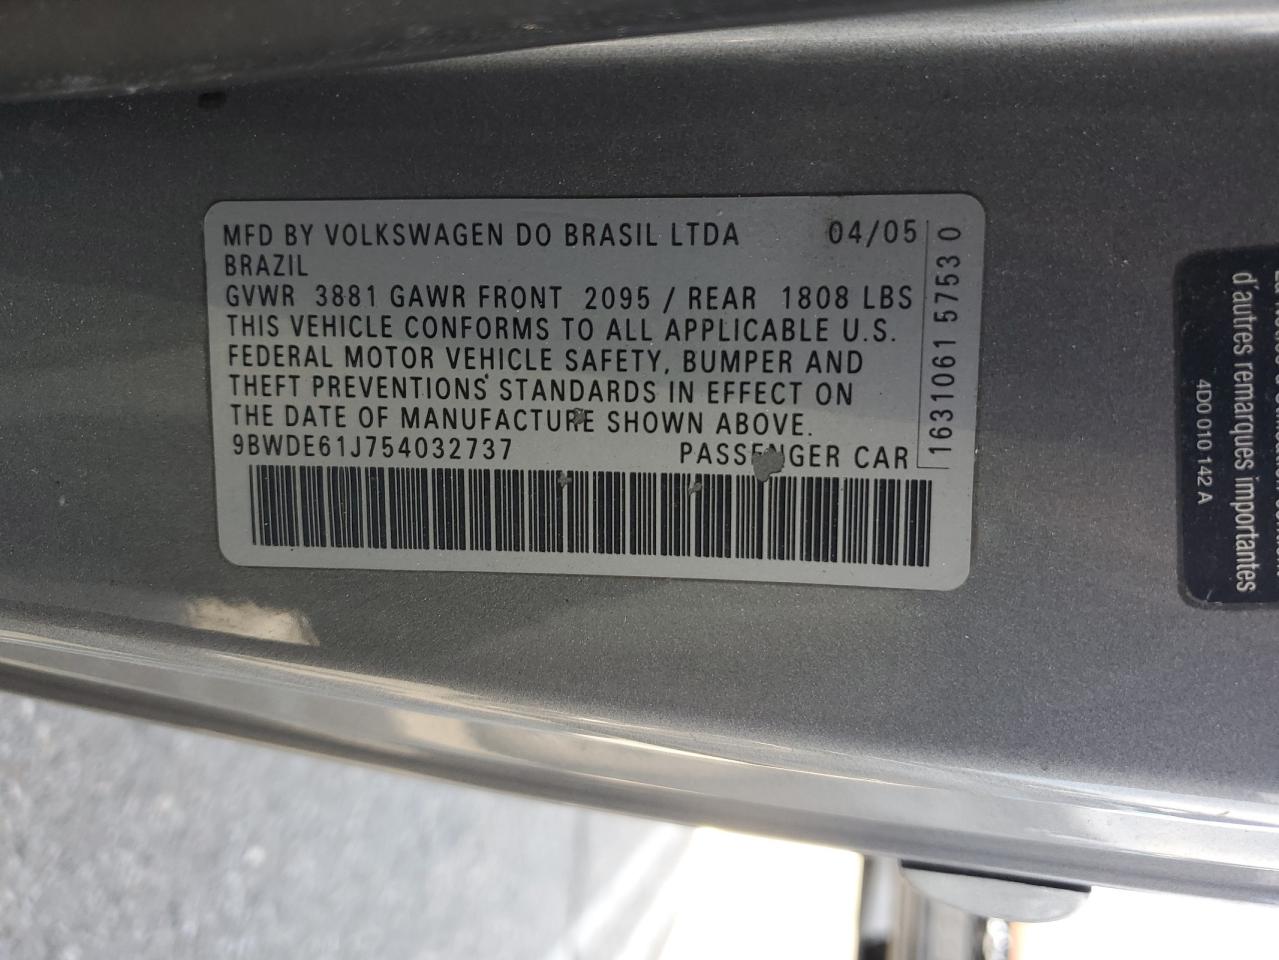 MFD BY VOLKSWAGEN DO BRASIL LTDA 04/05
BRAZIL
GVWR 3881 GAWR FRONT 2095 / REAR 1808 LBS
THIS VEHICLE CONFORMS TO ALL APPLICABLE U.S.
FEDERAL MOTOR VEHICLE SAFETY, BUMPER AND
THEFT PREVENTIONS STANDARDS IN EFFECT ON
THE DATE OF MANUFACTURE SHOWN ABOVE.
9BWDE61J754032737 PASSENGER CAR
1631061 57530
d'autres remarques importantes
4D0 010 142 A